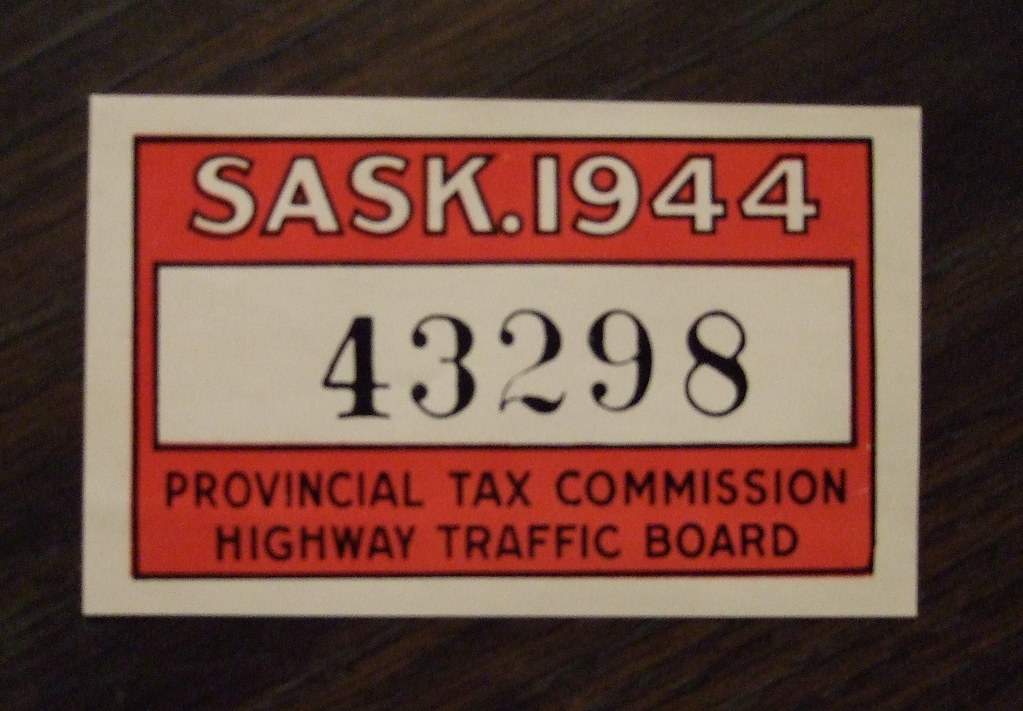 SASK.1944
43298
PROVINCIAL TAX COMMISSION
HIGHWAY TRAFFIC BOARD